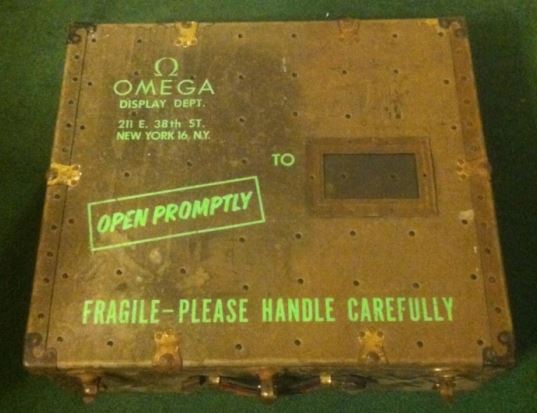 Ω
OMEGA
DISPLAY DEPT.
211 E. 38th ST.
NEW YORK 16, N.Y.
TO
OPEN PROMPTLY
FRAGILE-PLEASE HANDLE CAREFULLY